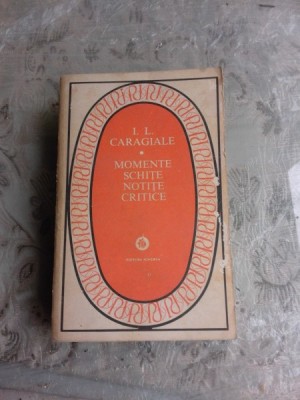 I. L.
CARAGIALE
MOMENTE
SCHIȚE
NOTIȚE
CRITICE